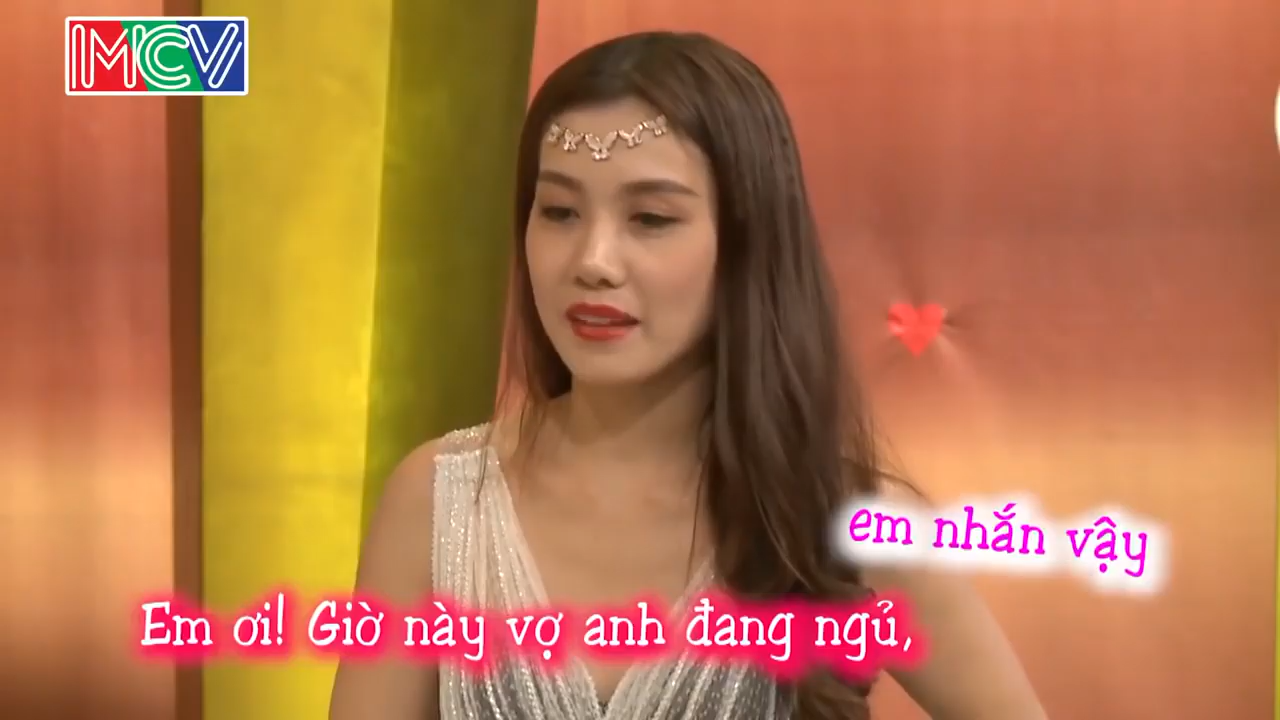 MCV
em nhắn vậy
Em ơi! Giờ này vợ anh đang ngủ,